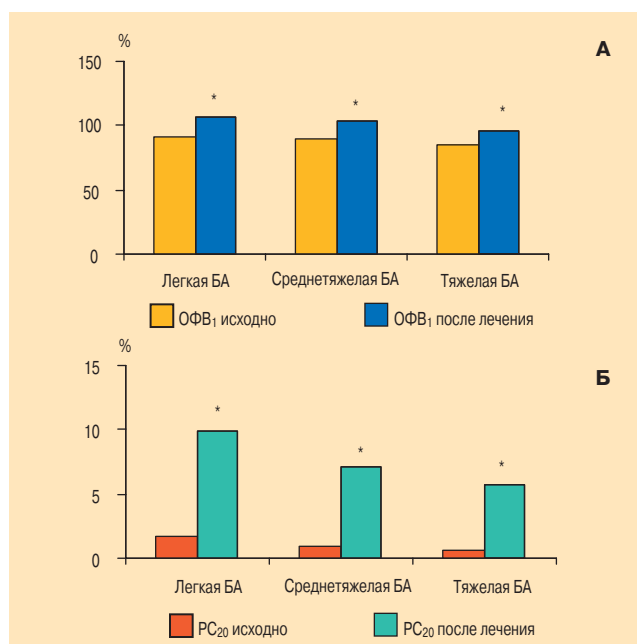 %
А
150
*
*
*
100
50
0
Легкая БА Среднетяжелая БА Тяжелая БА
ОФВ₁ исходно ОФВ₁ после лечения
%
Б
15
*
10
*
*
5
0
Легкая БА Среднетяжелая БА Тяжелая БА
PC₂₀ исходно PC₂₀ после лечения